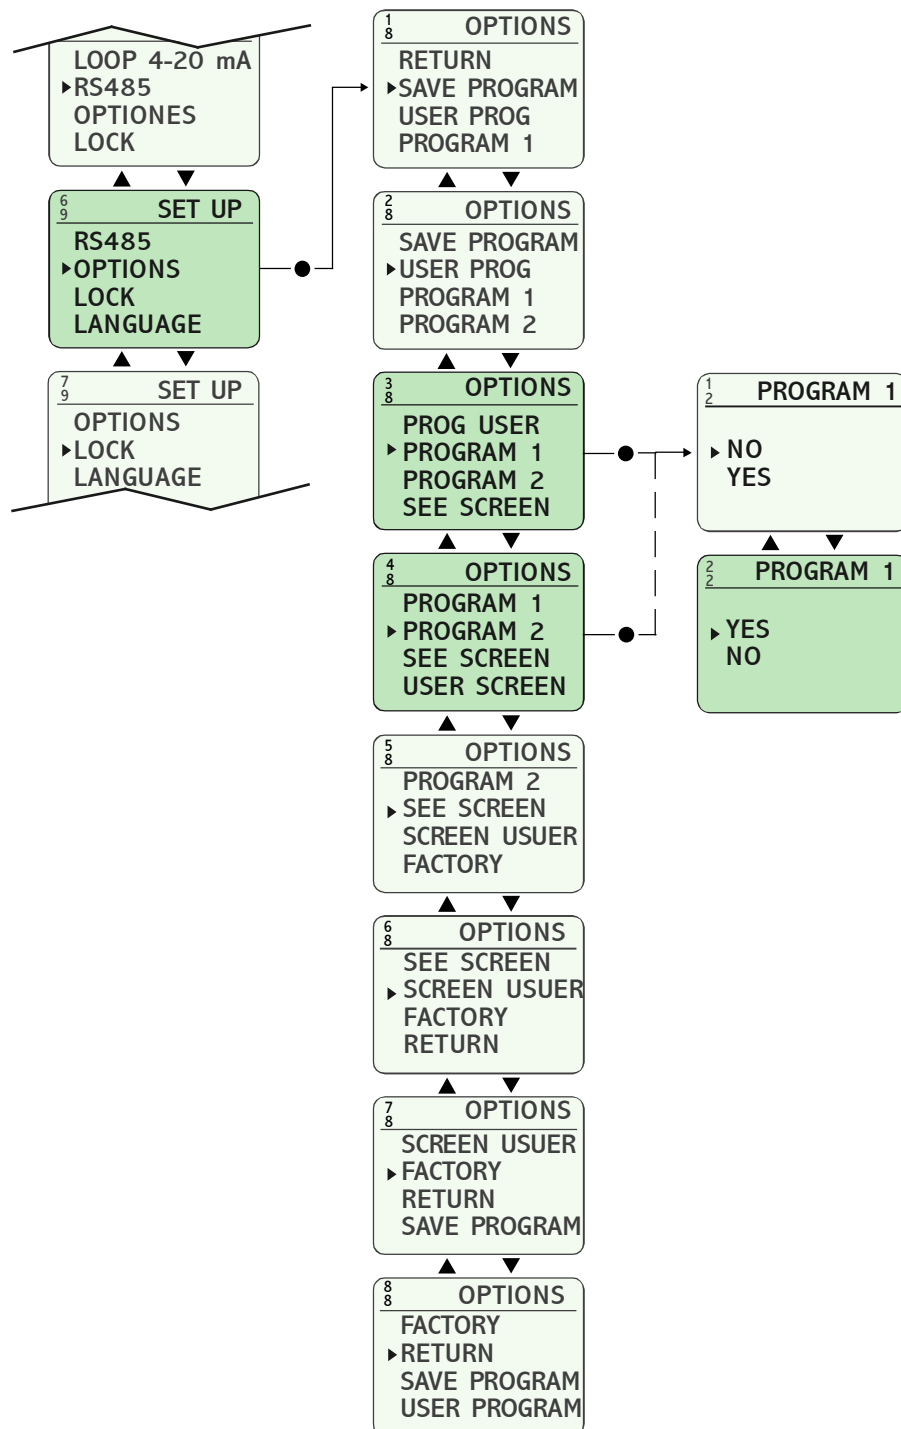 LOOP 4-20 mA
RS485
OPTIONES
LOCK
6
9
SET UP
RS485
OPTIONS
LOCK
LANGUAGE
7
9
SET UP
OPTIONS
LOCK
LANGUAGE
1
8
OPTIONS
RETURN
SAVE PROGRAM
USER PROG
PROGRAM 1
2
8
OPTIONS
SAVE PROGRAM
USER PROG
PROGRAM 1
PROGRAM 2
3
8
OPTIONS
PROG USER
PROGRAM 1
PROGRAM 2
SEE SCREEN
4
8
OPTIONS
PROGRAM 1
PROGRAM 2
SEE SCREEN
USER SCREEN
5
8
OPTIONS
PROGRAM 2
SEE SCREEN
SCREEN USUER
FACTORY
6
8
OPTIONS
SEE SCREEN
SCREEN USUER
FACTORY
RETURN
7
8
OPTIONS
SCREEN USUER
FACTORY
RETURN
SAVE PROGRAM
8
8
OPTIONS
FACTORY
RETURN
SAVE PROGRAM
USER PROGRAM
1
2
PROGRAM 1
NO
YES
2
2
PROGRAM 1
YES
NO